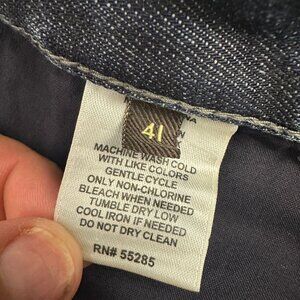 41
MACHINE WASH COLD
WITH LIKE COLORS
GENTLE CYCLE
ONLY NON-CHLORINE
BLEACH WHEN NEEDED
TUMBLE DRY LOW
COOL IRON IF NEEDED
DO NOT DRY CLEAN
RN# 55285